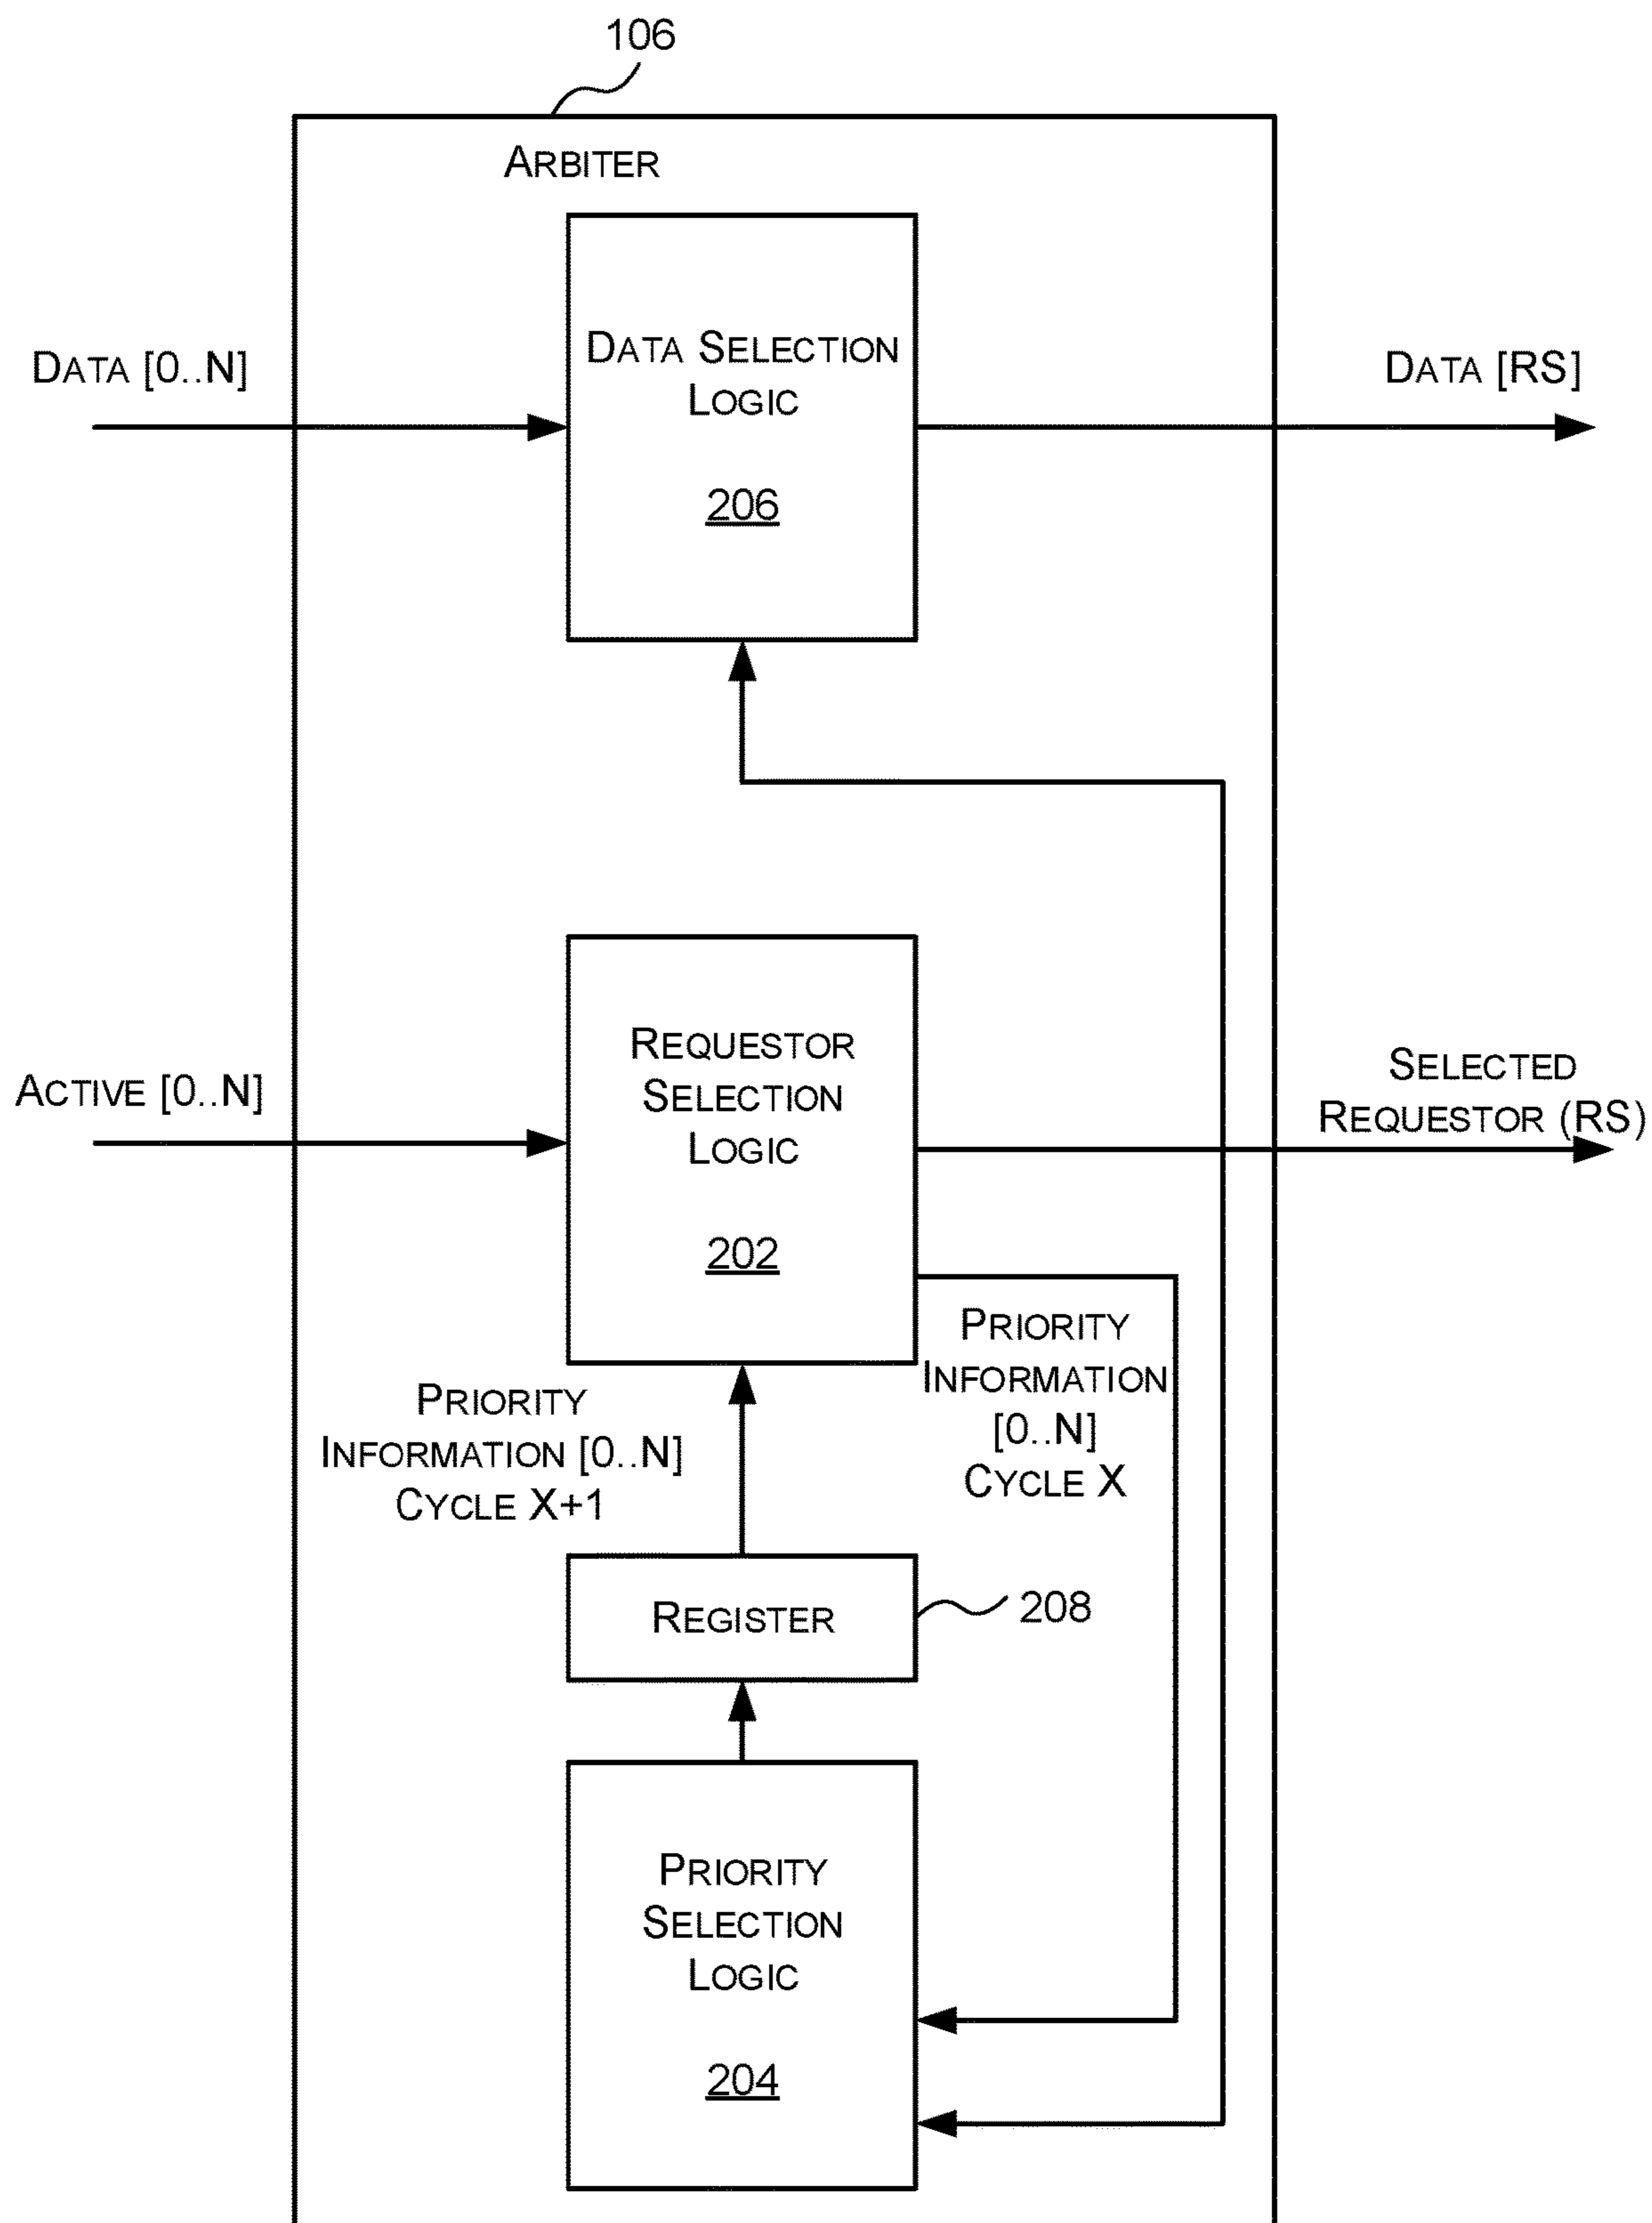 106
ARBITER
DATA SELECTION
LOGIC
206
DATA [0..N]
DATA [RS]
REQUESTOR
SELECTION
LOGIC
202
ACTIVE [0..N]
SELECTED
REQUESTOR (RS)
PRIORITY
INFORMATION
[0..N]
CYCLE X
PRIORITY
INFORMATION [0..N]
CYCLE X+1
REGISTER
208
PRIORITY
SELECTION
LOGIC
204